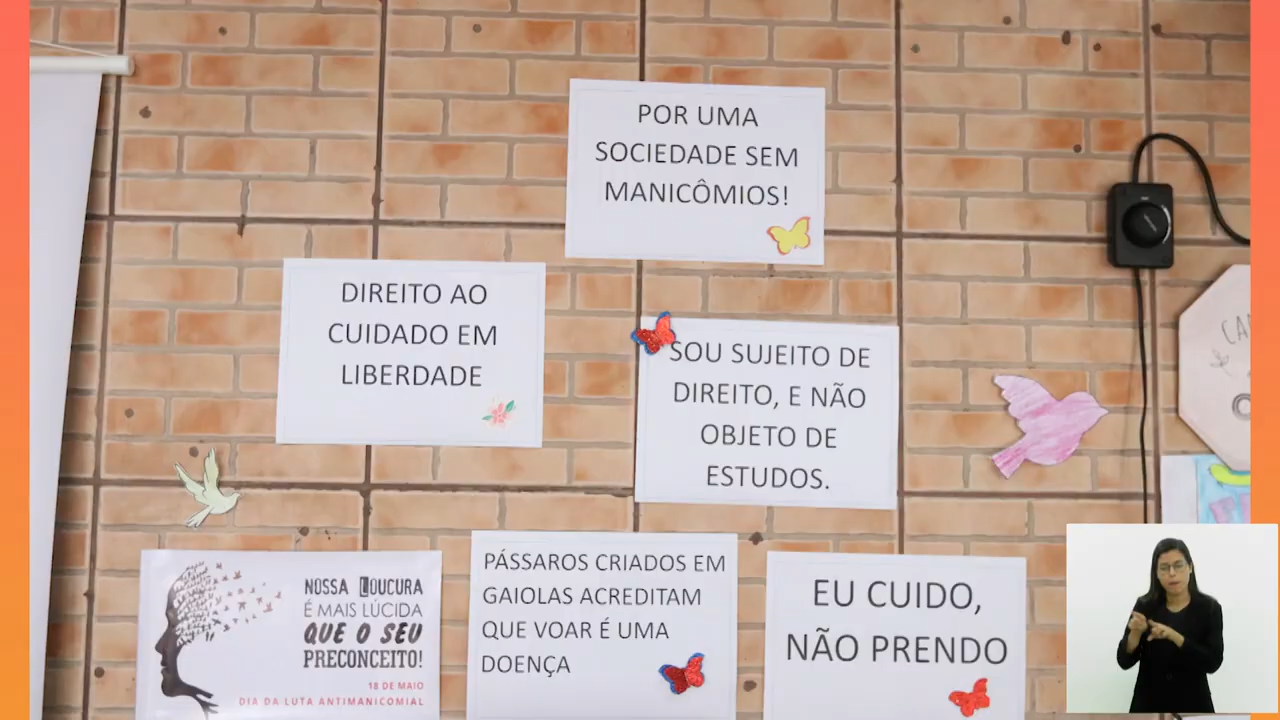 POR UMA
SOCIEDADE SEM
MANICÔMIOS!
DIREITO AO
CUIDADO EM
LIBERDADE
SOU SUJEITO DE
DIREITO, E NÃO
OBJETO DE
ESTUDOS.
NOSSA LOUCURA
É MAIS LÚCIDA
QUE O SEU
PRECONCEITO!
18 DE MAIO
DIA DA LUTA ANTIMANICOMIAL
PÁSSAROS CRIADOS EM
GAIOLAS ACREDITAM
QUE VOAR É UMA
DOENÇA
EU CUIDO,
NÃO PRENDO